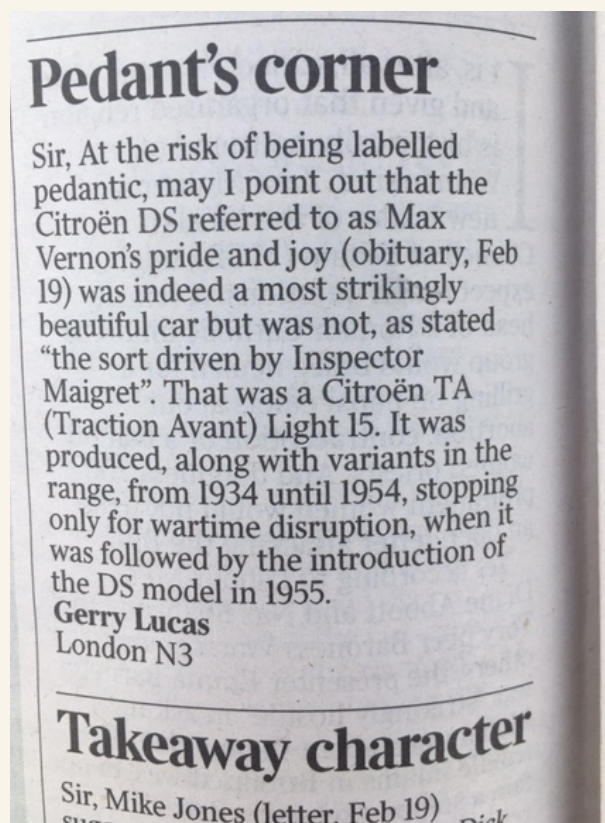 Pedant's corner
Sir, At the risk of being labelled
pedantic, may I point out that the
Citroën DS referred to as Max
Vernon's pride and joy (obituary, Feb
19) was indeed a most strikingly
beautiful car but was not, as stated
“the sort driven by Inspector
Maigret”. That was a Citroën TA
(Traction Avant) Light 15. It was
produced, along with variants in the
range, from 1934 until 1954, stopping
only for wartime disruption, when it
was followed by the introduction of
the DS model in 1955.
Gerry Lucas
London N3
Takeaway character
Sir, Mike Jones (letter, Feb 19)
Dick